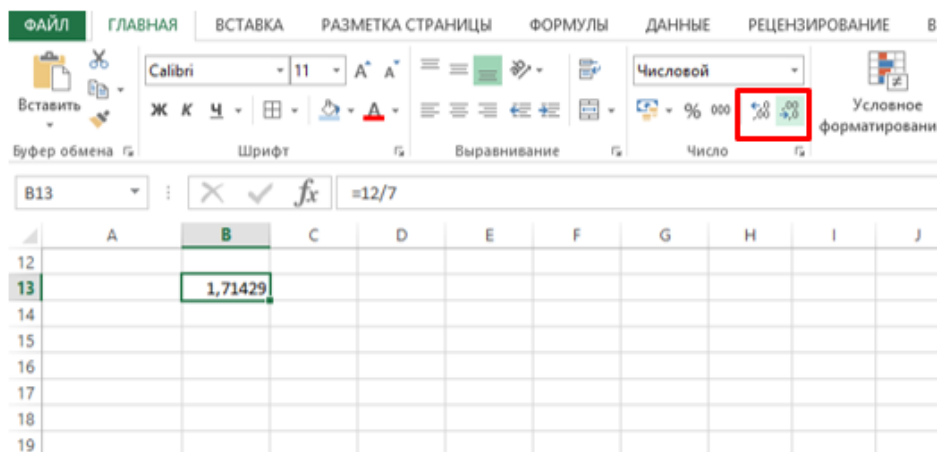 ФАЙЛ ГЛАВНАЯ ВСТАВКА РАЗМЕТКА СТРАНИЦЫ ФОРМУЛЫ ДАННЫЕ РЕЦЕНЗИРОВАНИЕ В
Calibri 11 Числовой
Вставить Ж К Ч А % 000 Условное
форматировани
Буфер обмена Шрифт Выравнивание Число
B13 fx =12/7
A B C D E F G H I J
12
13 1,71429
14
15
16
17
18
19